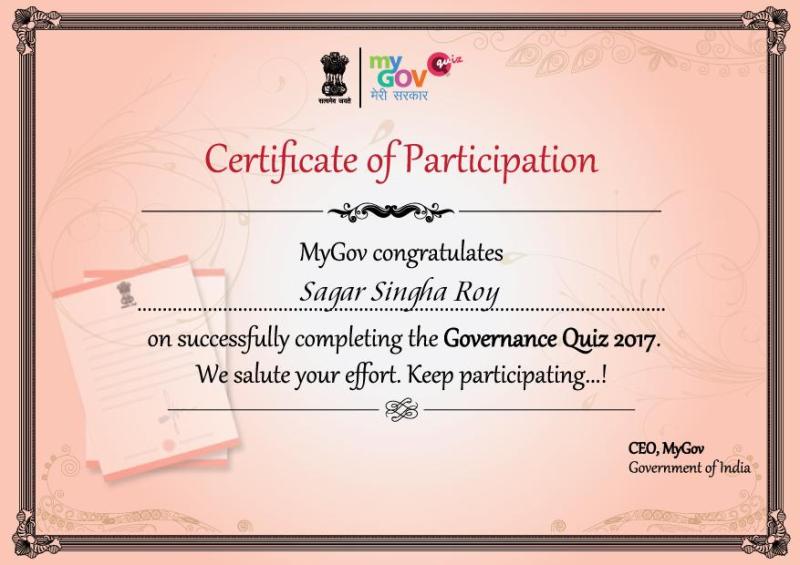 सत्यमेव जयते
my
GOV
quiz
मेरी सरकार
Certificate of Participation
MyGov congratulates
Sagar Singha Roy
on successfully completing the Governance Quiz 2017.
We salute your effort. Keep participating...!
CEO, MyGov
Government of India